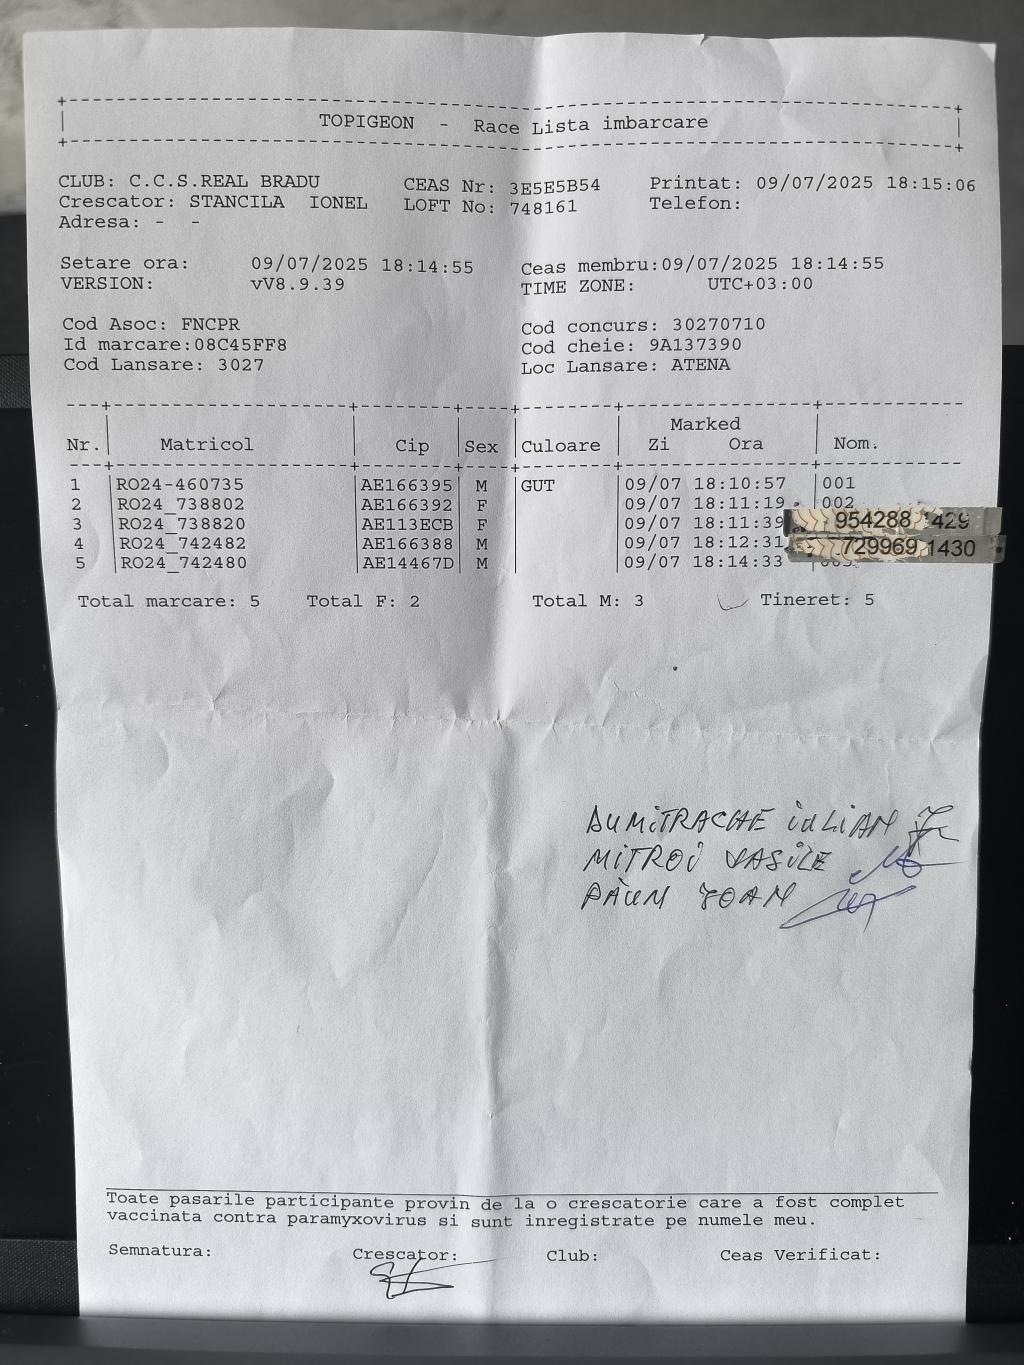 TOPIGEON - Race Lista imbarcare
CLUB: C.C.S.REAL BRADU CEAS Nr: 3E5E5B54 Printat: 09/07/2025 18:15:06
Crescator: STANCILA IONEL LOFT No: 748161 Telefon:
Adresa: - -
Setare ora: 09/07/2025 18:14:55 Ceas membru:09/07/2025 18:14:55
VERSION: vV8.9.39 TIME ZONE: UTC+03:00
Cod Asoc: FNCPR Cod concurs: 30270710
Id marcare:08C45FF8 Cod cheie: 9A137390
Cod Lansare: 3027 Loc Lansare: ATENA
Marked
Nr. Matricol Cip Sex Culoare Zi Ora Nom.
1 RO24-460735 AE166395 M GUT 09/07 18:10:57 001
2 RO24_738802 AE166392 F 09/07 18:11:19 002
3 RO24_738820 AE113ECB F 09/07 18:11:39 954288 1429
4 RO24_742482 AE166388 M 09/07 18:12:31 729969 1430
5 RO24_742480 AE14467D M 09/07 18:14:33
Total marcare: 5 Total F: 2 Total M: 3 Tineret: 5
DUMITRACHE IULIAN
MITROI VASILE
PĂUN IOAN
Toate pasarile participante provin de la o crescatorie care a fost complet
vaccinata contra paramyxovirus si sunt inregistrate pe numele meu.
Semnatura: Crescator: Club: Ceas Verificat: